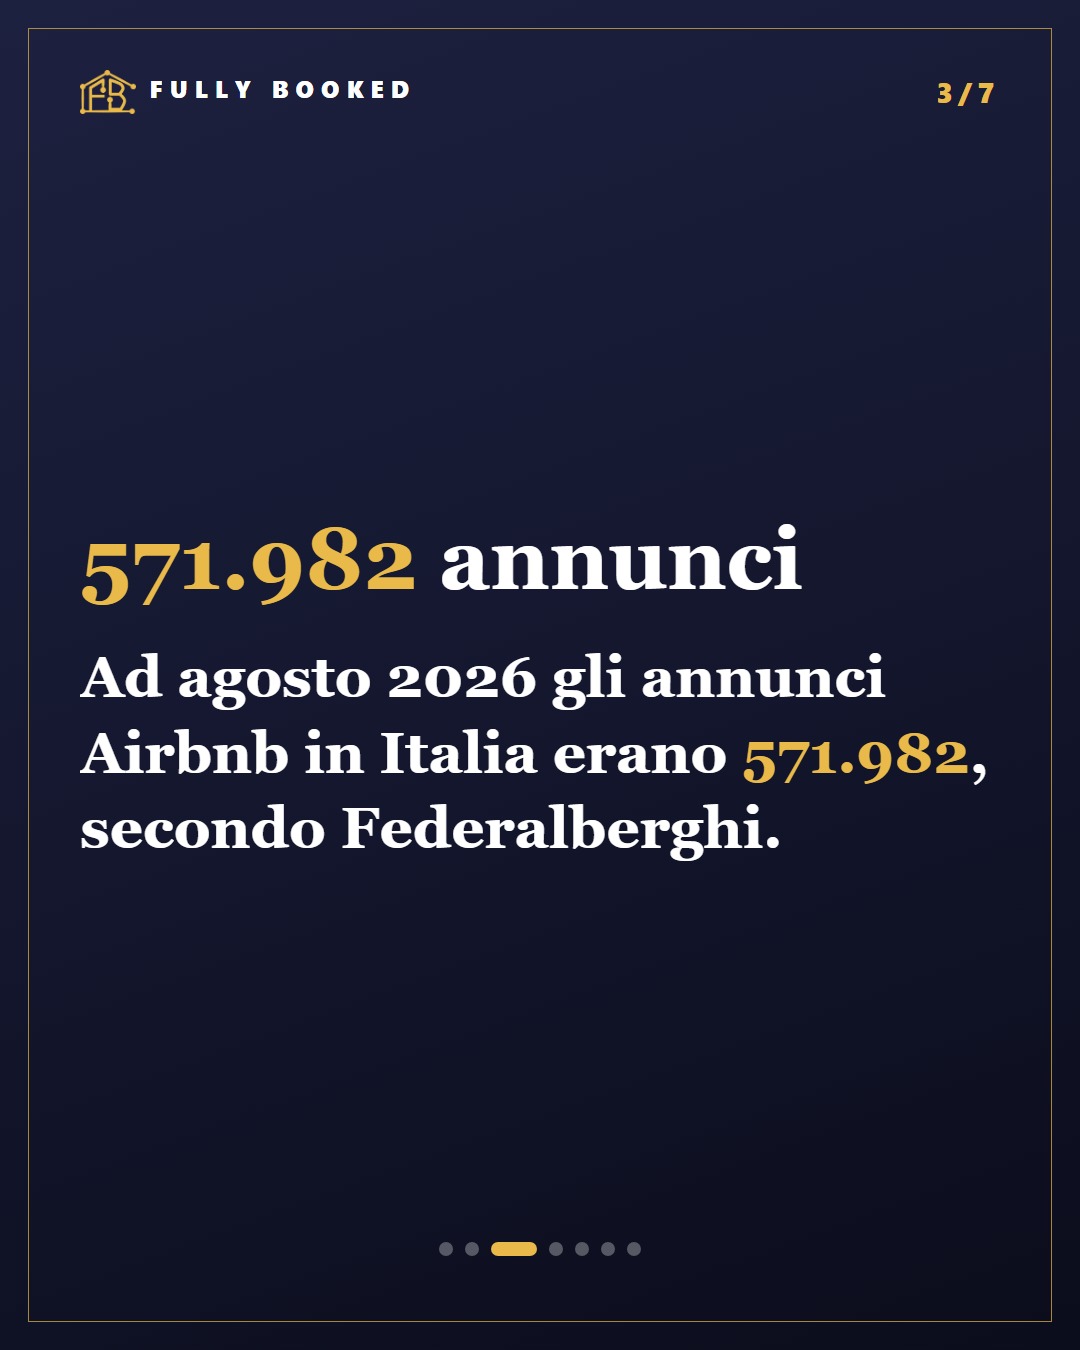 FB FULLY BOOKED
3/7
571.982 annunci
Ad agosto 2026 gli annunci
Airbnb in Italia erano 571.982,
secondo Federalberghi.